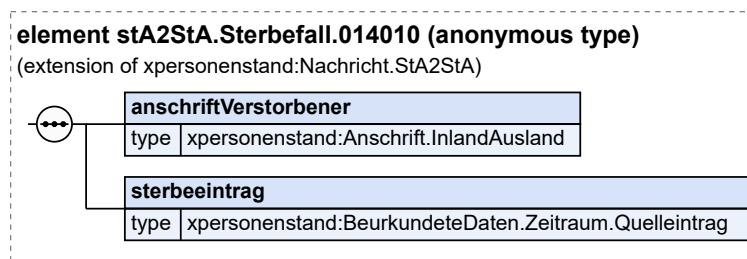 element stA2StA.Sterbefall.014010 (anonymous type)
(extension of xpersonenstand:Nachricht.StA2StA)
anschriftVerstorbener
type xpersonenstand:Anschrift.InlandAusland
sterbeeintrag
type xpersonenstand:BeurkundeteDaten.Zeitraum.Quelleintrag